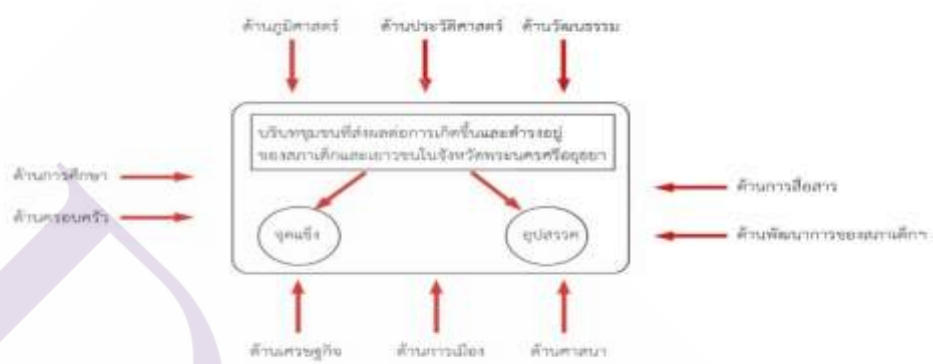 ด้านภูมิศาสตร์ ด้านประวัติศาสตร์ ด้านวัฒนธรรม
บริบทชุมชนที่ส่งผลต่อการเกิดขึ้นและดำรงอยู่
ของสภาเด็กและเยาวชนในจังหวัดพระนครศรีอยุธยา
ด้านการศึกษา
ด้านการสื่อสาร
ด้านครอบครัว
จุดแข็ง
อุปสรรค
ด้านพัฒนาการของสภาเด็กฯ
ด้านเศรษฐกิจ ด้านการเมือง ด้านศาสนา